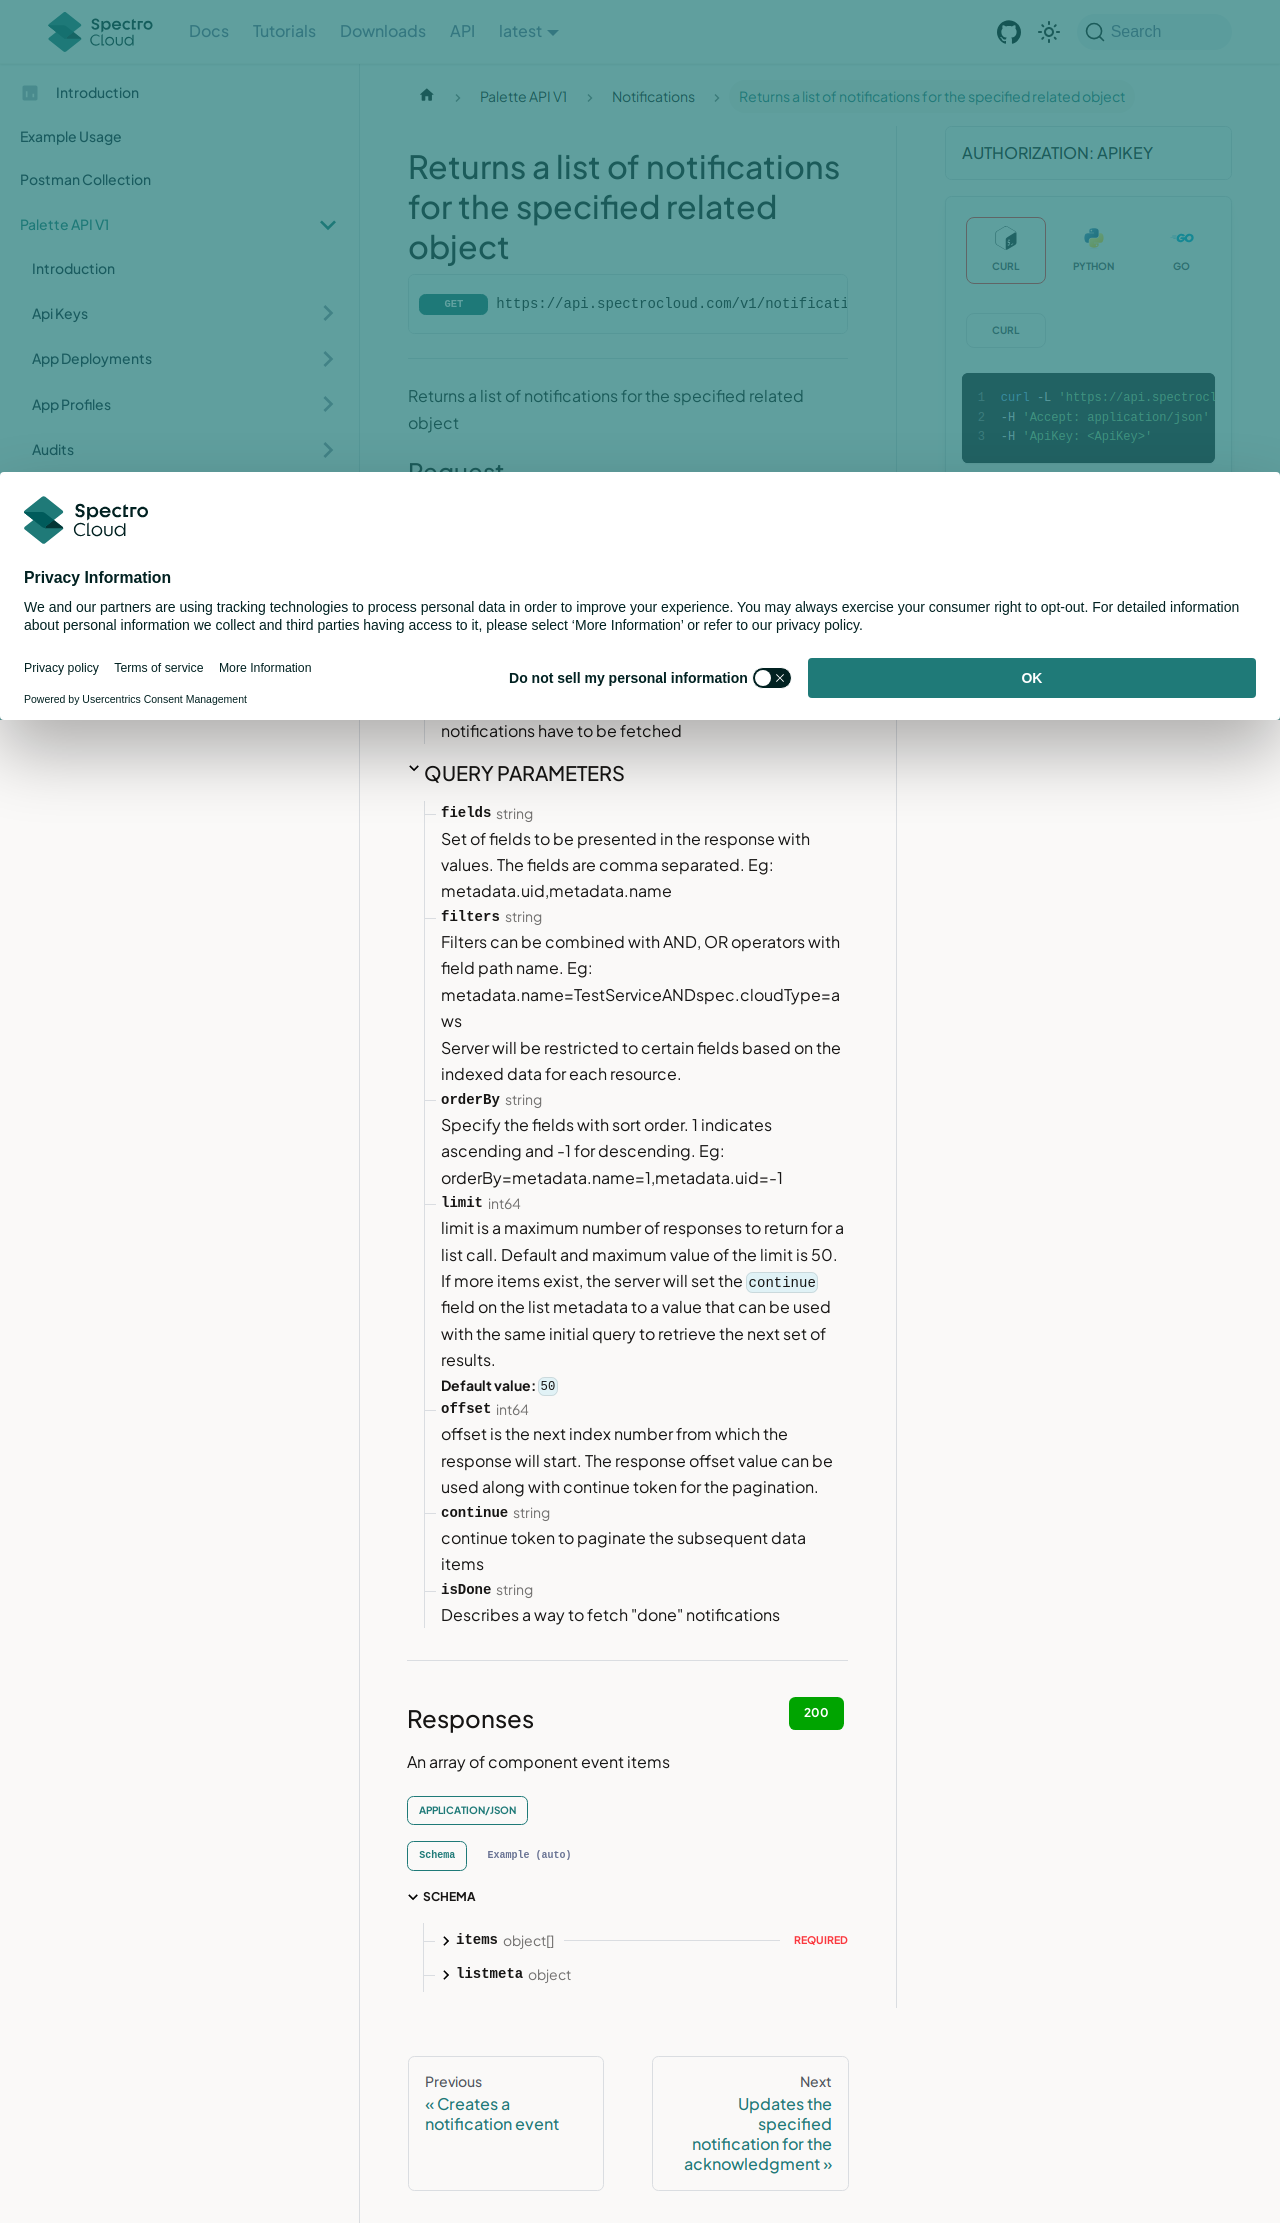 Spectro Cloud
Docs
Tutorials
Downloads
API
latest
Search
Introduction
Example Usage
Postman Collection
Palette API V1
Introduction
Api Keys
App Deployments
App Profiles
Audits
Palette API V1
Notifications
Returns a list of notifications for the specified related object
Returns a list of notifications
for the specified related
object
GET
https://api.spectrocloud.com/v1/notificati
Returns a list of notifications for the specified related
object
Request
AUTHORIZATION: APIKEY
CURL
PYTHON
GO
CURL
1 curl -L 'https://api.spectrocl
2 -H 'Accept: application/json'
3 -H 'ApiKey: <ApiKey>'
Spectro
Cloud
Privacy Information
We and our partners are using tracking technologies to process personal data in order to improve your experience. You may always exercise your consumer right to opt-out. For detailed information
about personal information we collect and third parties having access to it, please select ‘More Information’ or refer to our privacy policy.
Privacy policy
Terms of service
More Information
Powered by Usercentrics Consent Management
Do not sell my personal information
OK
notifications have to be fetched
QUERY PARAMETERS
fields string
Set of fields to be presented in the response with
values. The fields are comma separated. Eg:
metadata.uid,metadata.name
filters string
Filters can be combined with AND, OR operators with
field path name. Eg:
metadata.name=TestServiceANDspec.cloudType=a
ws
Server will be restricted to certain fields based on the
indexed data for each resource.
orderBy string
Specify the fields with sort order. 1 indicates
ascending and -1 for descending. Eg:
orderBy=metadata.name=1,metadata.uid=-1
limit int64
limit is a maximum number of responses to return for a
list call. Default and maximum value of the limit is 50.
If more items exist, the server will set the continue
field on the list metadata to a value that can be used
with the same initial query to retrieve the next set of
results.
Default value: 50
offset int64
offset is the next index number from which the
response will start. The response offset value can be
used along with continue token for the pagination.
continue string
continue token to paginate the subsequent data
items
isDone string
Describes a way to fetch "done" notifications
Responses
200
An array of component event items
APPLICATION/JSON
Schema
Example (auto)
SCHEMA
items object[]
REQUIRED
listmeta object
Previous
« Creates a
notification event
Next
Updates the
specified
notification for the
acknowledgment »